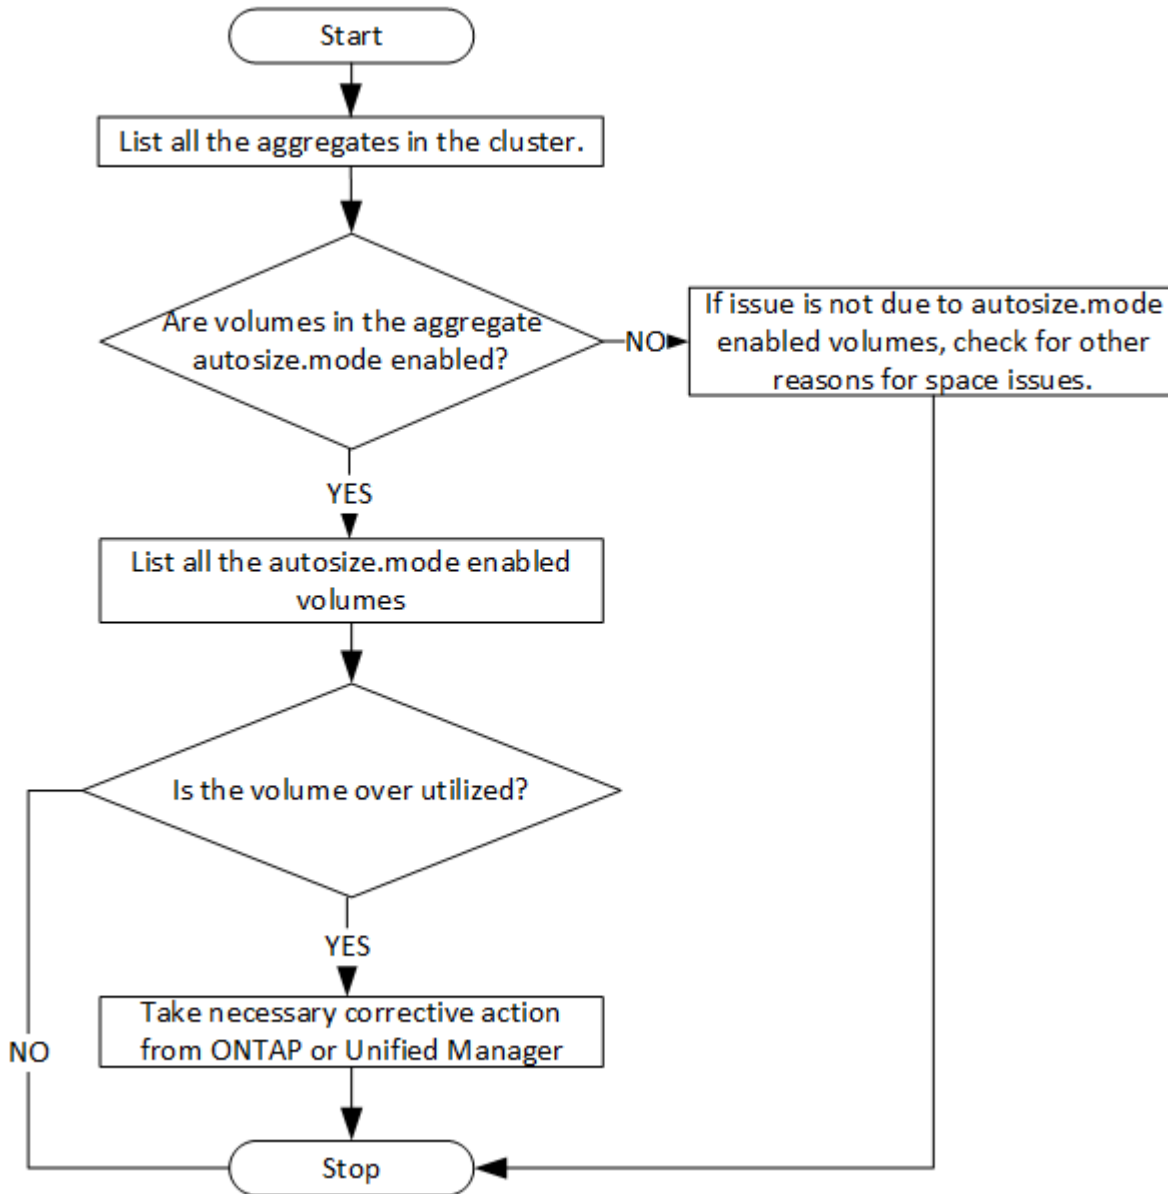 Start
List all the aggregates in the cluster.
Are volumes in the aggregate
autosize.mode enabled?
NO
If issue is not due to autosize.mode
enabled volumes, check for other
reasons for space issues.
YES
List all the autosize.mode enabled
volumes
Is the volume over utilized?
YES
Take necessary corrective action
from ONTAP or Unified Manager
NO
Stop